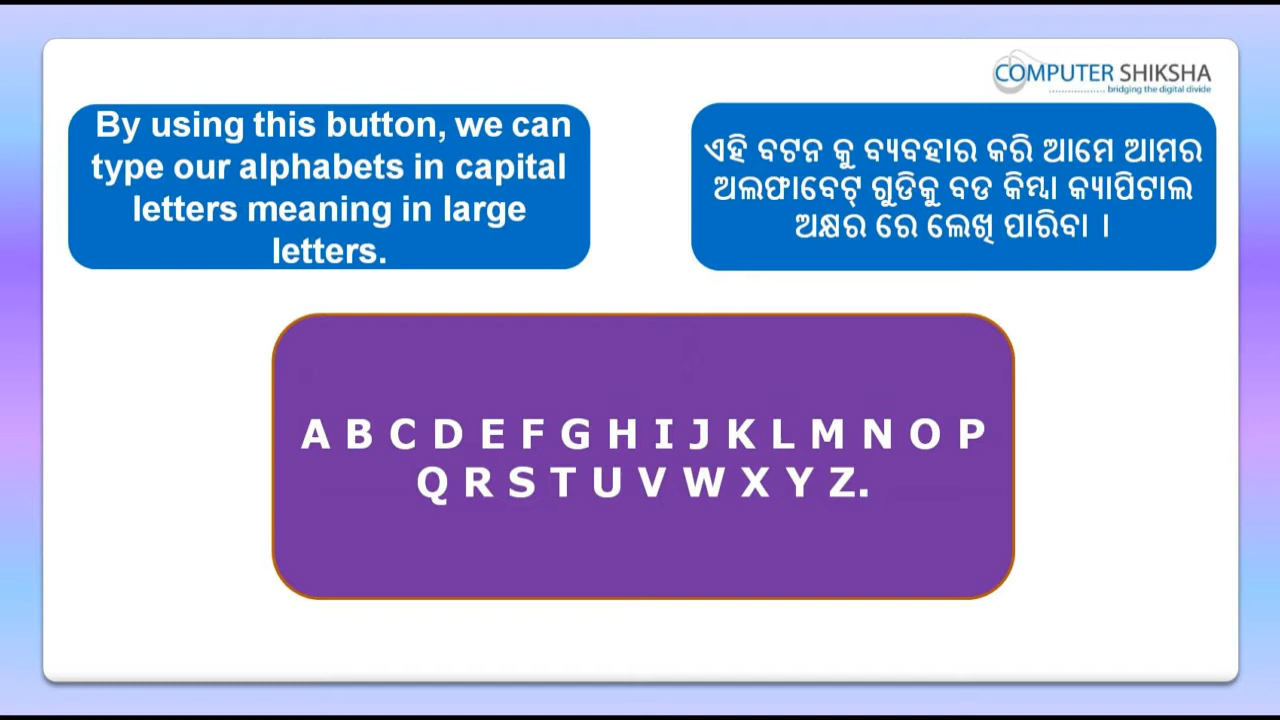 COMPUTER SHIKSHA
bridging the digital divide
By using this button, we can
type our alphabets in capital
letters meaning in large
letters.
ଏହି ବଟନ କୁ ବ୍ୟବହାର କରି ଆମେ ଆମର
ଅଲଫାବେଟ୍ ଗୁଡିକୁ ବଡ କିମ୍ବା କ୍ୟାପିଟାଲ
ଅକ୍ଷର ରେ ଲେଖି ପାରିବା ।
A B C D E F G H I J K L M N O P
Q R S T U V W X Y Z.